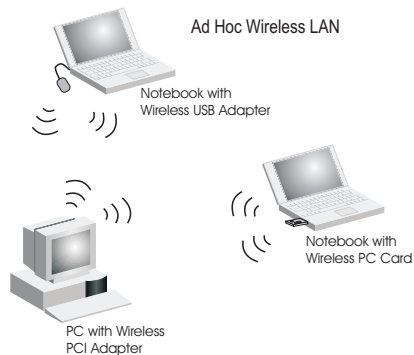 Ad Hoc Wireless LAN
Notebook with
Wireless USB Adapter
Notebook with
Wireless PC Card
PC with Wireless
PCI Adapter